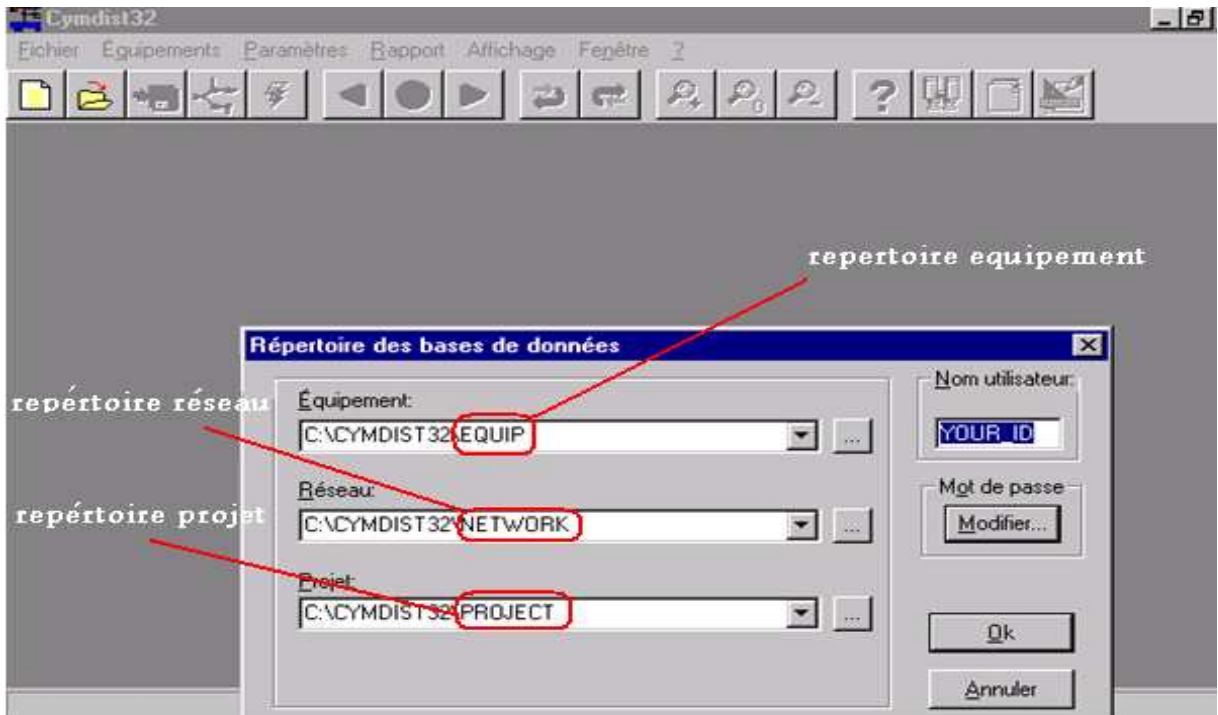 Cymdist32
Fichier Équipements Paramètres Rapport Affichage Fenêtre ?
repertoire equipement
Répertoire des bases de données
repértoire réseau
repértoire projet
Équipement:
C:\CYMDIST32\EQUIP
...
Réseau:
C:\CYMDIST32\NETWORK
...
Projet:
C:\CYMDIST32\PROJECT
...
Nom utilisateur:
YOUR_ID
Mot de passe
Modifier...
Ok
Annuler